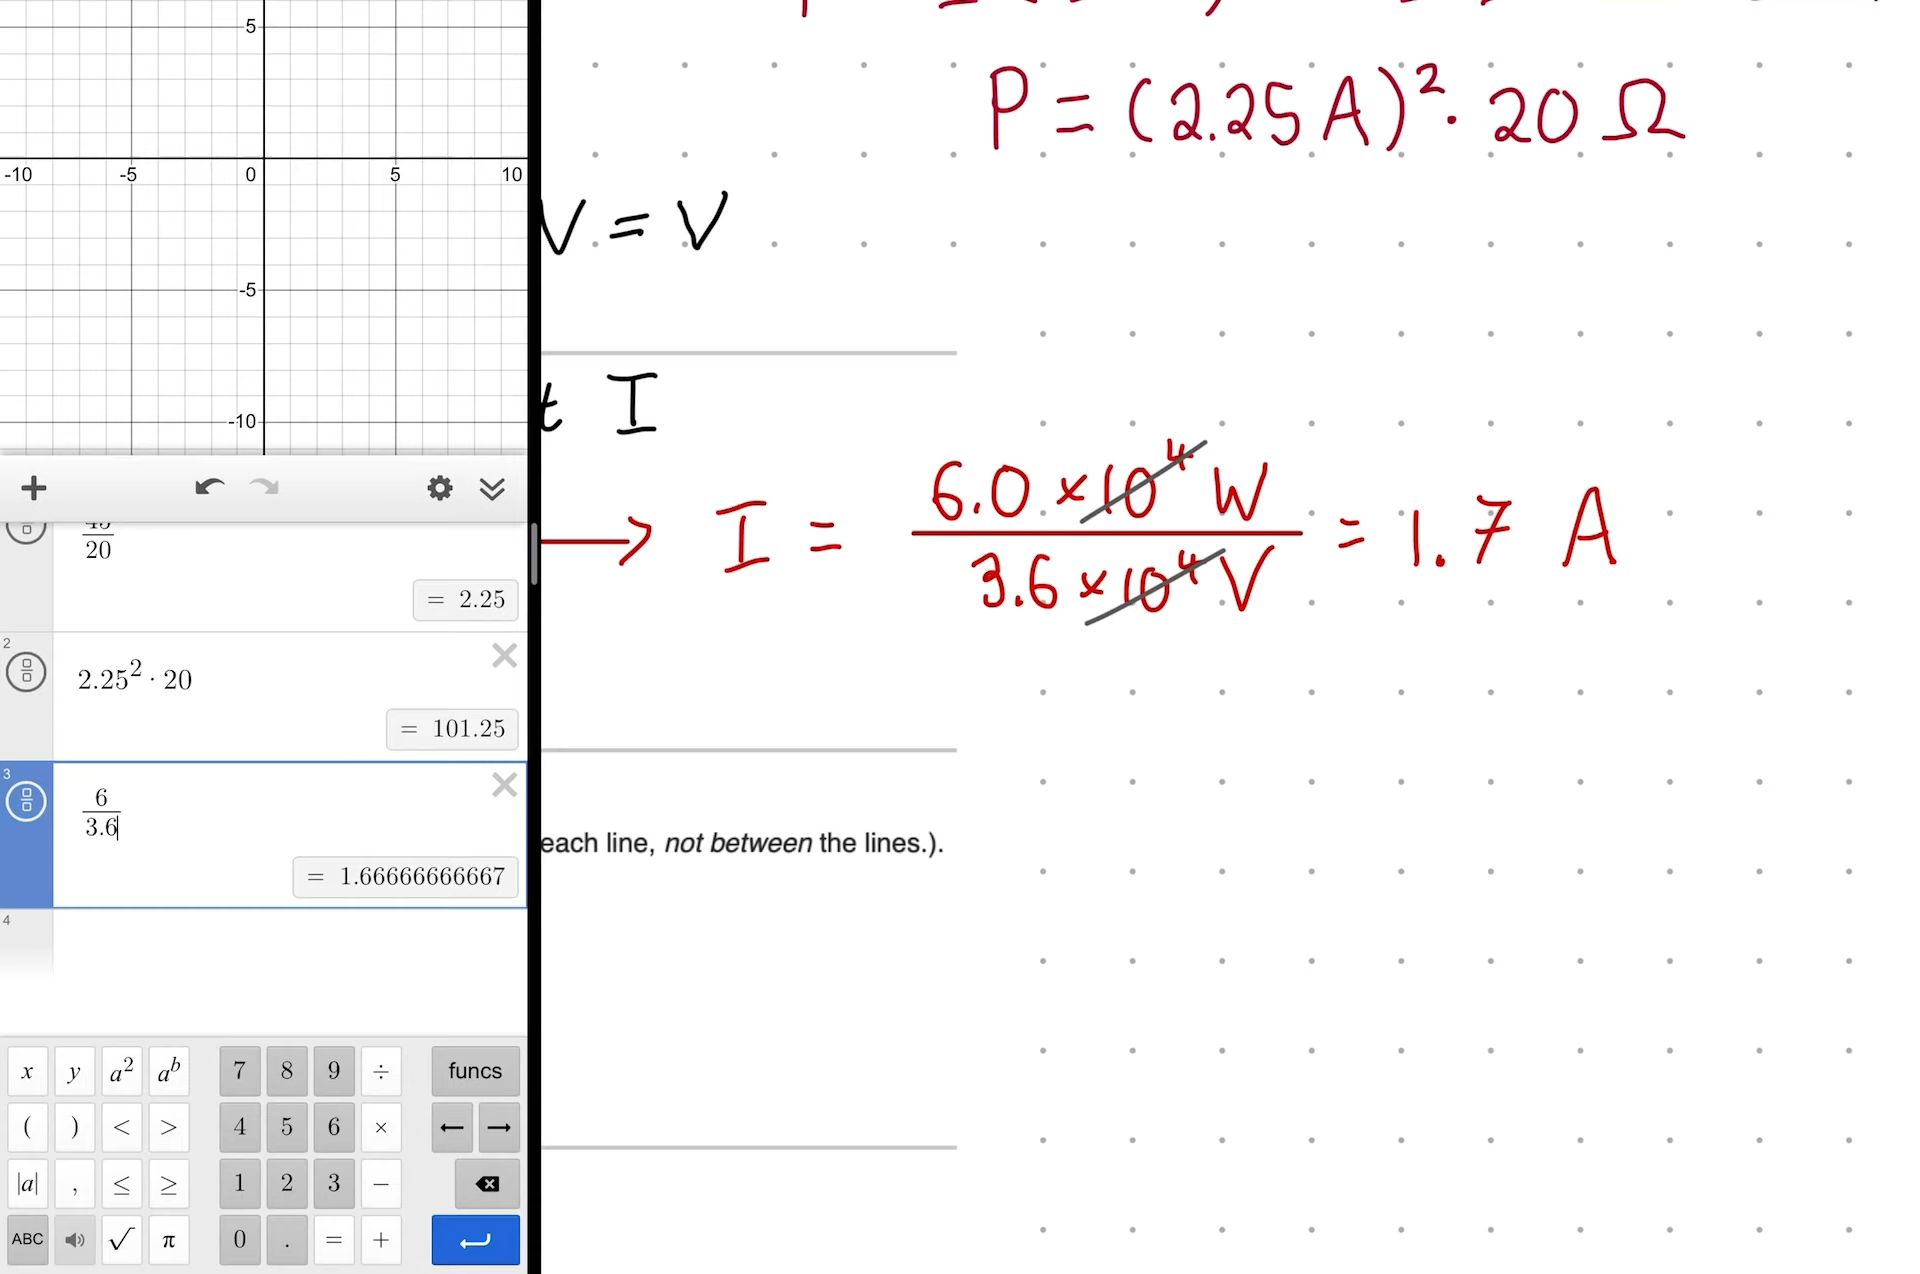 5
-10 -5 0 5 10
-5
-10
20
= 2.25
2
2.25² · 20
= 101.25
3
6
3.6
= 1.66666666667
4
x y a² aᵇ 7 8 9 ÷ funcs
( ) < > 4 5 6 × ← →
|a| , ≤ ≥ 1 2 3 −
ABC √ π 0 . = +
P = (2.25 A)² · 20 Ω
V = V
t I
→ I = 6.0 × 10⁴ W / 3.6 × 10⁴ V = 1.7 A
each line, not between the lines.).